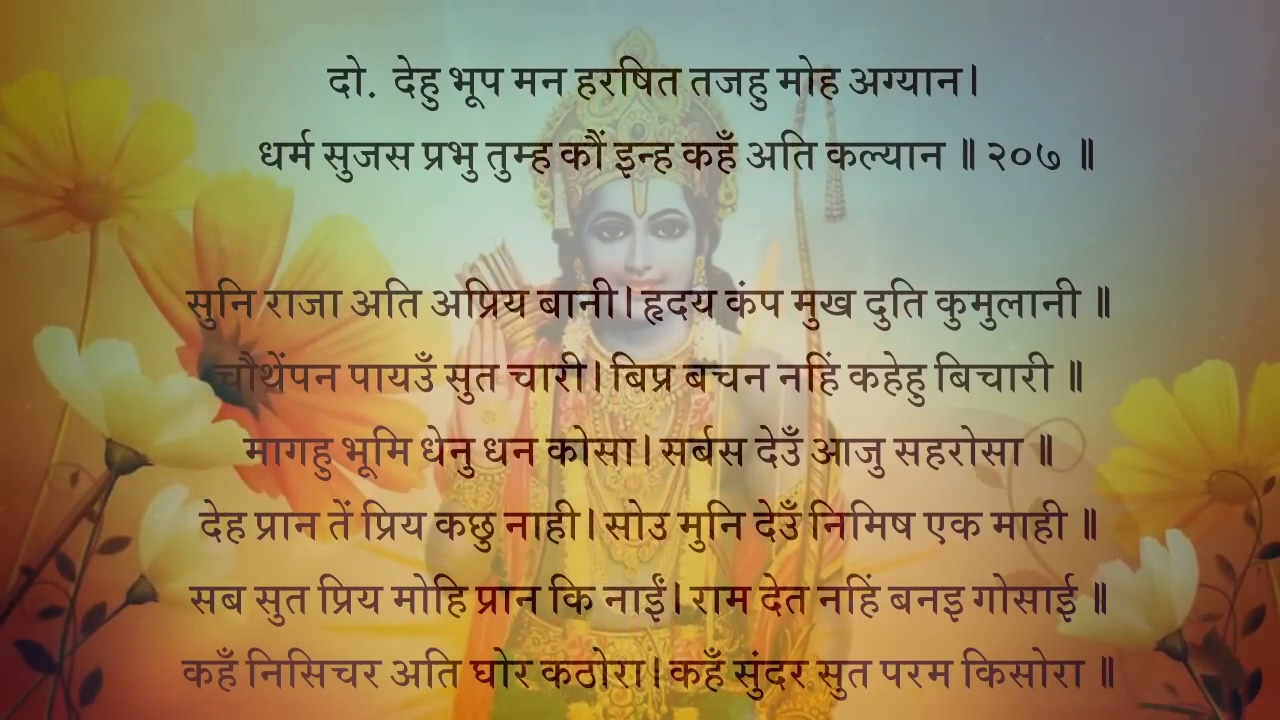 दो. देहु भूप मन हरषित तजहु मोह अग्यान।
धर्म सुजस प्रभु तुम्ह कौं इन्ह कहँ अति कल्यान ॥ २०७ ॥
सुनि राजा अति अप्रिय बानी। हृदय कंप मुख दुति कुमुलानी ॥
चौथेंपन पायउँ सुत चारी। बिप्र बचन नहिं कहेहु बिचारी ॥
मागहु भूमि धेनु धन कोसा। सर्बस देउँ आजु सहरोसा ॥
देह प्रान तें प्रिय कछु नाही। सोउ मुनि देउँ निमिष एक माही ॥
सब सुत प्रिय मोहि प्रान कि नाईं। राम देत नहिं बनइ गोसाई ॥
कहँ निसिचर अति घोर कठोरा। कहँ सुंदर सुत परम किसोरा ॥